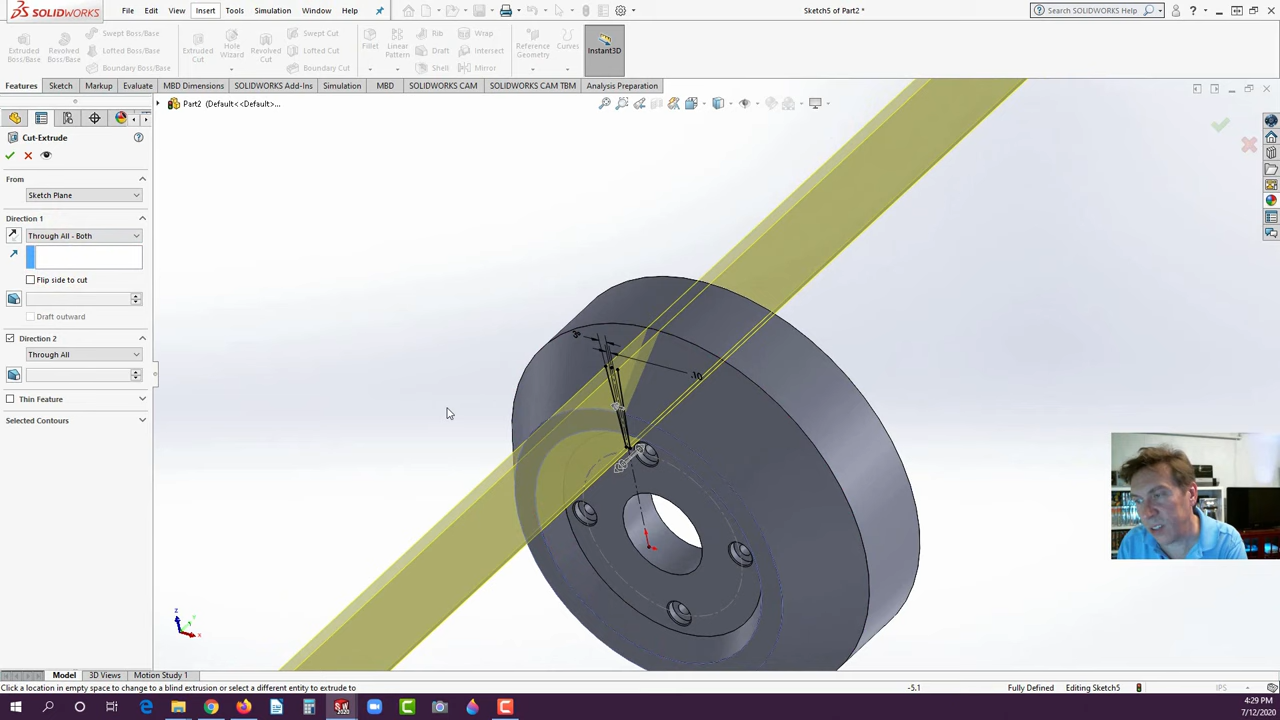 SOLIDWORKS File Edit View Insert Tools Simulation Window Help Sketch5 of Part2 * Search SOLIDWORKS Help
Extruded Boss/Base
Revolved Boss/Base
Swept Boss/Base
Lofted Boss/Base
Boundary Boss/Base
Extruded Cut
Hole Wizard
Revolved Cut
Swept Cut
Lofted Cut
Boundary Cut
Fillet
Linear Pattern
Rib
Draft
Shell
Wrap
Intersect
Mirror
Reference Geometry
Curves
Instant3D
Features Sketch Markup Evaluate MBD Dimensions SOLIDWORKS Add-Ins Simulation MBD SOLIDWORKS CAM SOLIDWORKS CAM TBM Analysis Preparation
Part2 (Default<<Default>...
Cut-Extrude
From
Sketch Plane
Direction 1
Through All - Both
Flip side to cut
Draft outward
Direction 2
Through All
Thin Feature
Selected Contours
.10
z
Y
x
Model 3D Views Motion Study 1
Click a location in empty space to change to a blind extrusion or select a different entity to extrude to -5.1 Fully Defined Editing Sketch5 IPS
4:29 PM
7/12/2020